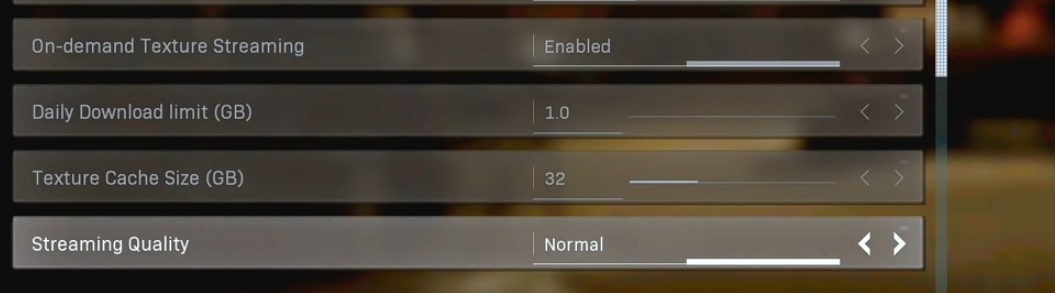 On-demand Texture Streaming Enabled
Daily Download limit (GB) 1.0
Texture Cache Size (GB) 32
Streaming Quality Normal